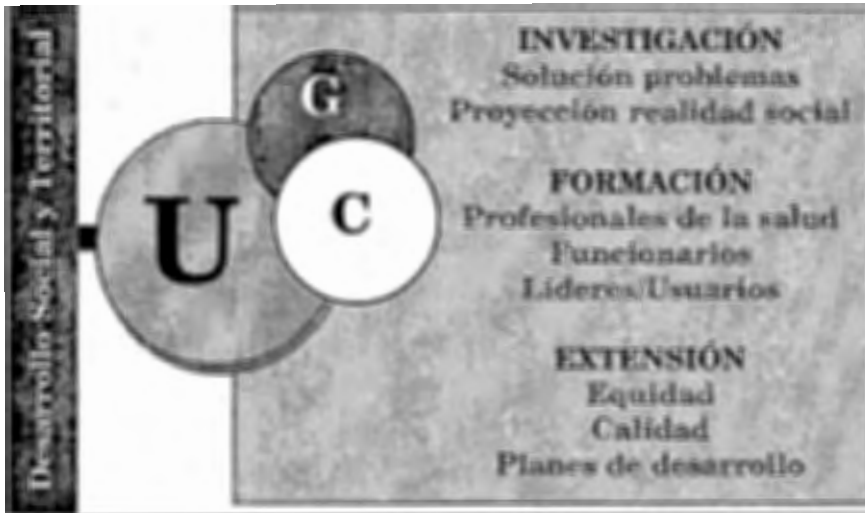 Desarrollo Social y Territorial
U
G
C
INVESTIGACIÓN
Solución problemas
Proyección realidad social
FORMACIÓN
Profesionales de la salud
Funcionarios
Líderes/Usuarios
EXTENSIÓN
Equidad
Calidad
Planes de desarrollo